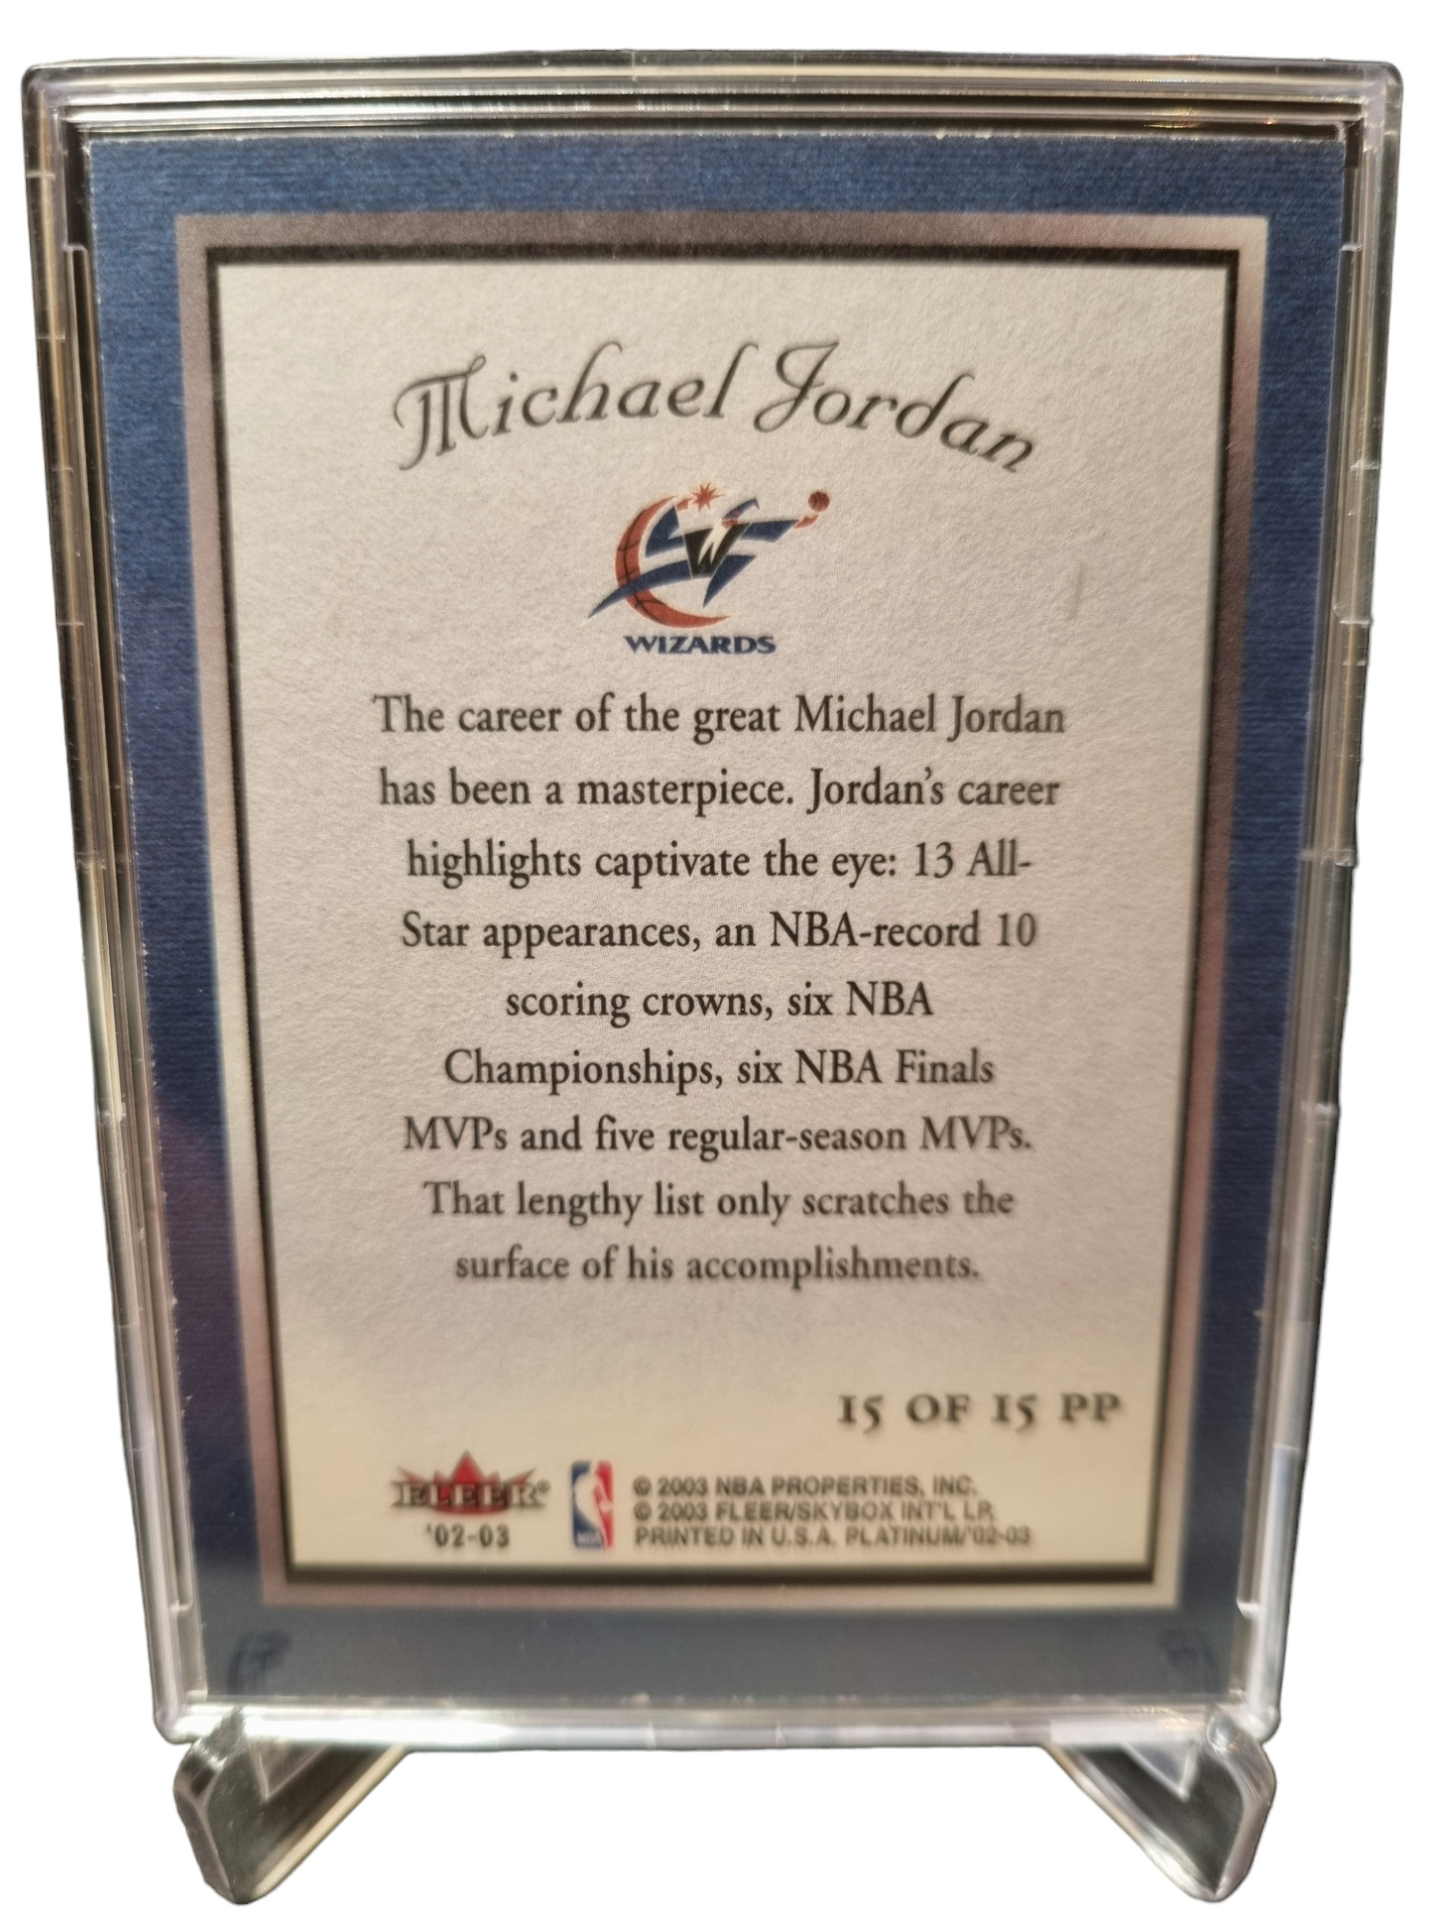 Michael Jordan
W
WIZARDS
The career of the great Michael Jordan
has been a masterpiece. Jordan's career
highlights captivate the eye: 13 All-
Star appearances, an NBA-record 10
scoring crowns, six NBA
Championships, six NBA Finals
MVPs and five regular-season MVPs.
That lengthy list only scratches the
surface of his accomplishments.
15 OF 15 PP
FLEER®
'02-03
NBA
© 2003 NBA PROPERTIES, INC.
© 2003 FLEER/SKYBOX INT'L LP.
PRINTED IN U.S.A. PLATINUM/'02-03